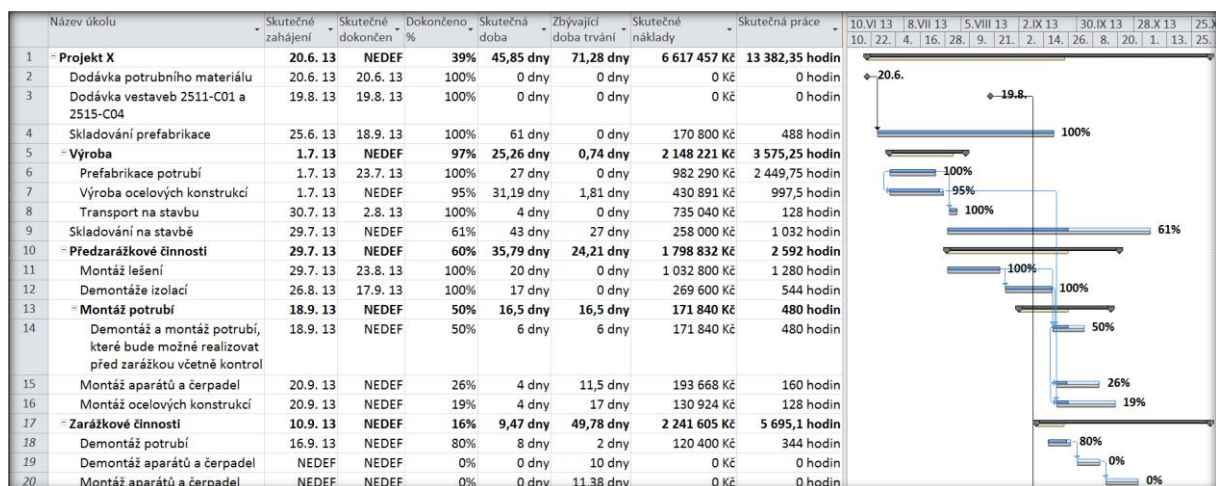 Název úkolu Skutečné zahájení Skutečné dokončen Dokončeno % Skutečná doba Zbývající doba trvání Skutečné náklady Skutečná práce
10.VI 13 8.VII 13 5.VIII 13 2.IX 13 30.IX 13 28.X 13 25.X
10. 22. 4. 16. 28. 9. 21. 2. 14. 26. 8. 20. 1. 13. 25.
1 Projekt X 20.6. 13 NEDEF 39% 45,85 dny 71,28 dny 6 617 457 Kč 13 382,35 hodin
2 Dodávka potrubního materiálu 20.6. 13 20.6. 13 100% 0 dny 0 dny 0 Kč 0 hodin 20.6.
3 Dodávka vestaveb 2511-C01 a 19.8. 13 19.8. 13 100% 0 dny 0 dny 0 Kč 0 hodin 19.8.
2515-C04
4 Skladování prefabrikace 25.6. 13 18.9. 13 100% 61 dny 0 dny 170 800 Kč 488 hodin 100%
5 Výroba 1.7. 13 NEDEF 97% 25,26 dny 0,74 dny 2 148 221 Kč 3 575,25 hodin
6 Prefabrikace potrubí 1.7. 13 23.7. 13 100% 27 dny 0 dny 982 290 Kč 2 449,75 hodin 100%
7 Výroba ocelových konstrukcí 1.7. 13 NEDEF 95% 31,19 dny 1,81 dny 430 891 Kč 997,5 hodin 95%
8 Transport na stavbu 30.7. 13 2.8. 13 100% 4 dny 0 dny 735 040 Kč 128 hodin 100%
9 Skladování na stavbě 29.7. 13 NEDEF 61% 43 dny 27 dny 258 000 Kč 1 032 hodin 61%
10 Předzarážkové činnosti 29.7. 13 NEDEF 60% 35,79 dny 24,21 dny 1 798 832 Kč 2 592 hodin
11 Montáž lešení 29.7. 13 23.8. 13 100% 20 dny 0 dny 1 032 800 Kč 1 280 hodin 100%
12 Demontáže izolací 26.8. 13 17.9. 13 100% 17 dny 0 dny 269 600 Kč 544 hodin 100%
13 Montáž potrubí 18.9. 13 NEDEF 50% 16,5 dny 16,5 dny 171 840 Kč 480 hodin
14 Demontáž a montáž potrubí, 18.9. 13 NEDEF 50% 6 dny 6 dny 171 840 Kč 480 hodin 50%
které bude možné realizovat
před zarážkou včetně kontrol
15 Montáž aparátů a čerpadel 20.9. 13 NEDEF 26% 4 dny 11,5 dny 193 668 Kč 160 hodin 26%
16 Montáž ocelových konstrukcí 20.9. 13 NEDEF 19% 4 dny 17 dny 130 924 Kč 128 hodin 19%
17 Zarážkové činnosti 10.9. 13 NEDEF 16% 9,47 dny 49,78 dny 2 241 605 Kč 5 695,1 hodin
18 Demontáž potrubí 16.9. 13 NEDEF 80% 8 dny 2 dny 120 400 Kč 344 hodin 80%
19 Demontáž aparátů a čerpadel NEDEF NEDEF 0% 0 dny 10 dny 0 Kč 0 hodin 0%
20 Montáž aparátů a čerpadel NEDEF NEDEF 0% 0 dny 11,38 dny 0 Kč 0 hodin 0%